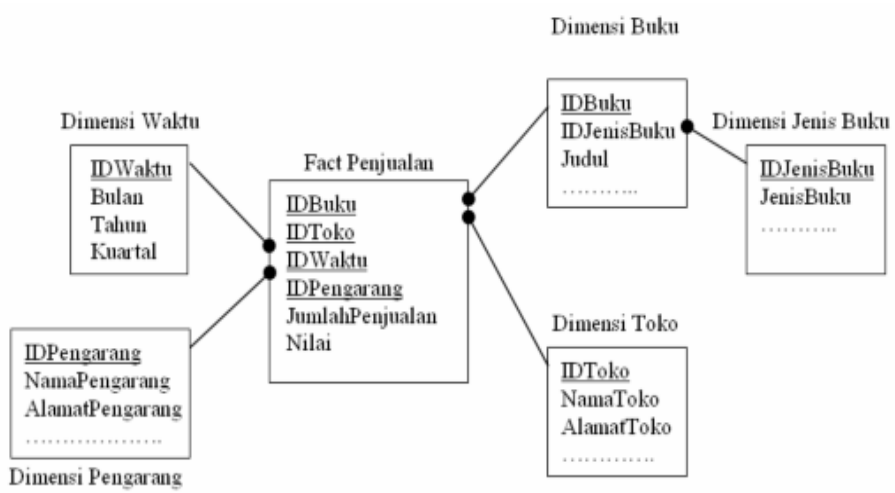 Dimensi Buku
IDBuku
IDJenisBuku
Judul
………..
Dimensi Jenis Buku
IDJenisBuku
JenisBuku
………..
Dimensi Waktu
IDWaktu
Bulan
Tahun
Kuartal
Fact Penjualan
IDBuku
IDToko
IDWaktu
IDPengarang
JumlahPenjualan
Nilai
Dimensi Toko
IDToko
NamaToko
AlamatToko
………….
IDPengarang
NamaPengarang
AlamatPengarang
………………..
Dimensi Pengarang